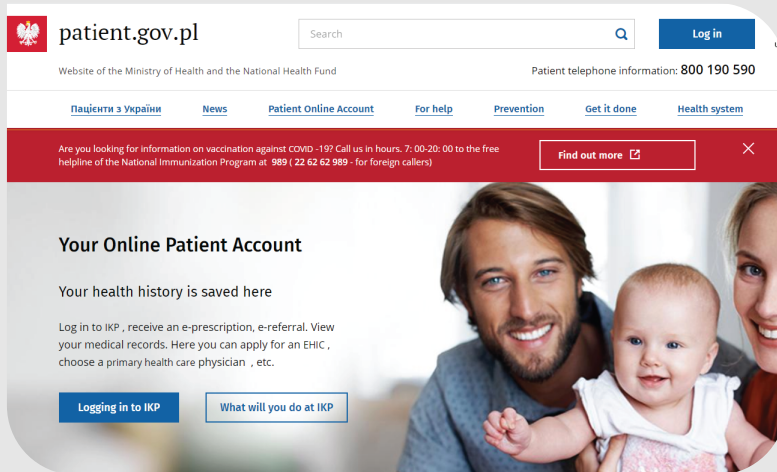 patient.gov.pl
Search
Log in
Website of the Ministry of Health and the National Health Fund
Patient telephone information: 800 190 590
Пацієнти з України
News
Patient Online Account
For help
Prevention
Get it done
Health system
Are you looking for information on vaccination against COVID -19? Call us in hours. 7: 00-20: 00 to the free
helpline of the National Immunization Program at 989 ( 22 62 62 989 - for foreign callers)
Find out more
Your Online Patient Account
Your health history is saved here
Log in to IKP , receive an e-prescription, e-referral. View
your medical records. Here you can apply for an EHIC ,
choose a primary health care physician , etc.
Logging in to IKP
What will you do at IKP